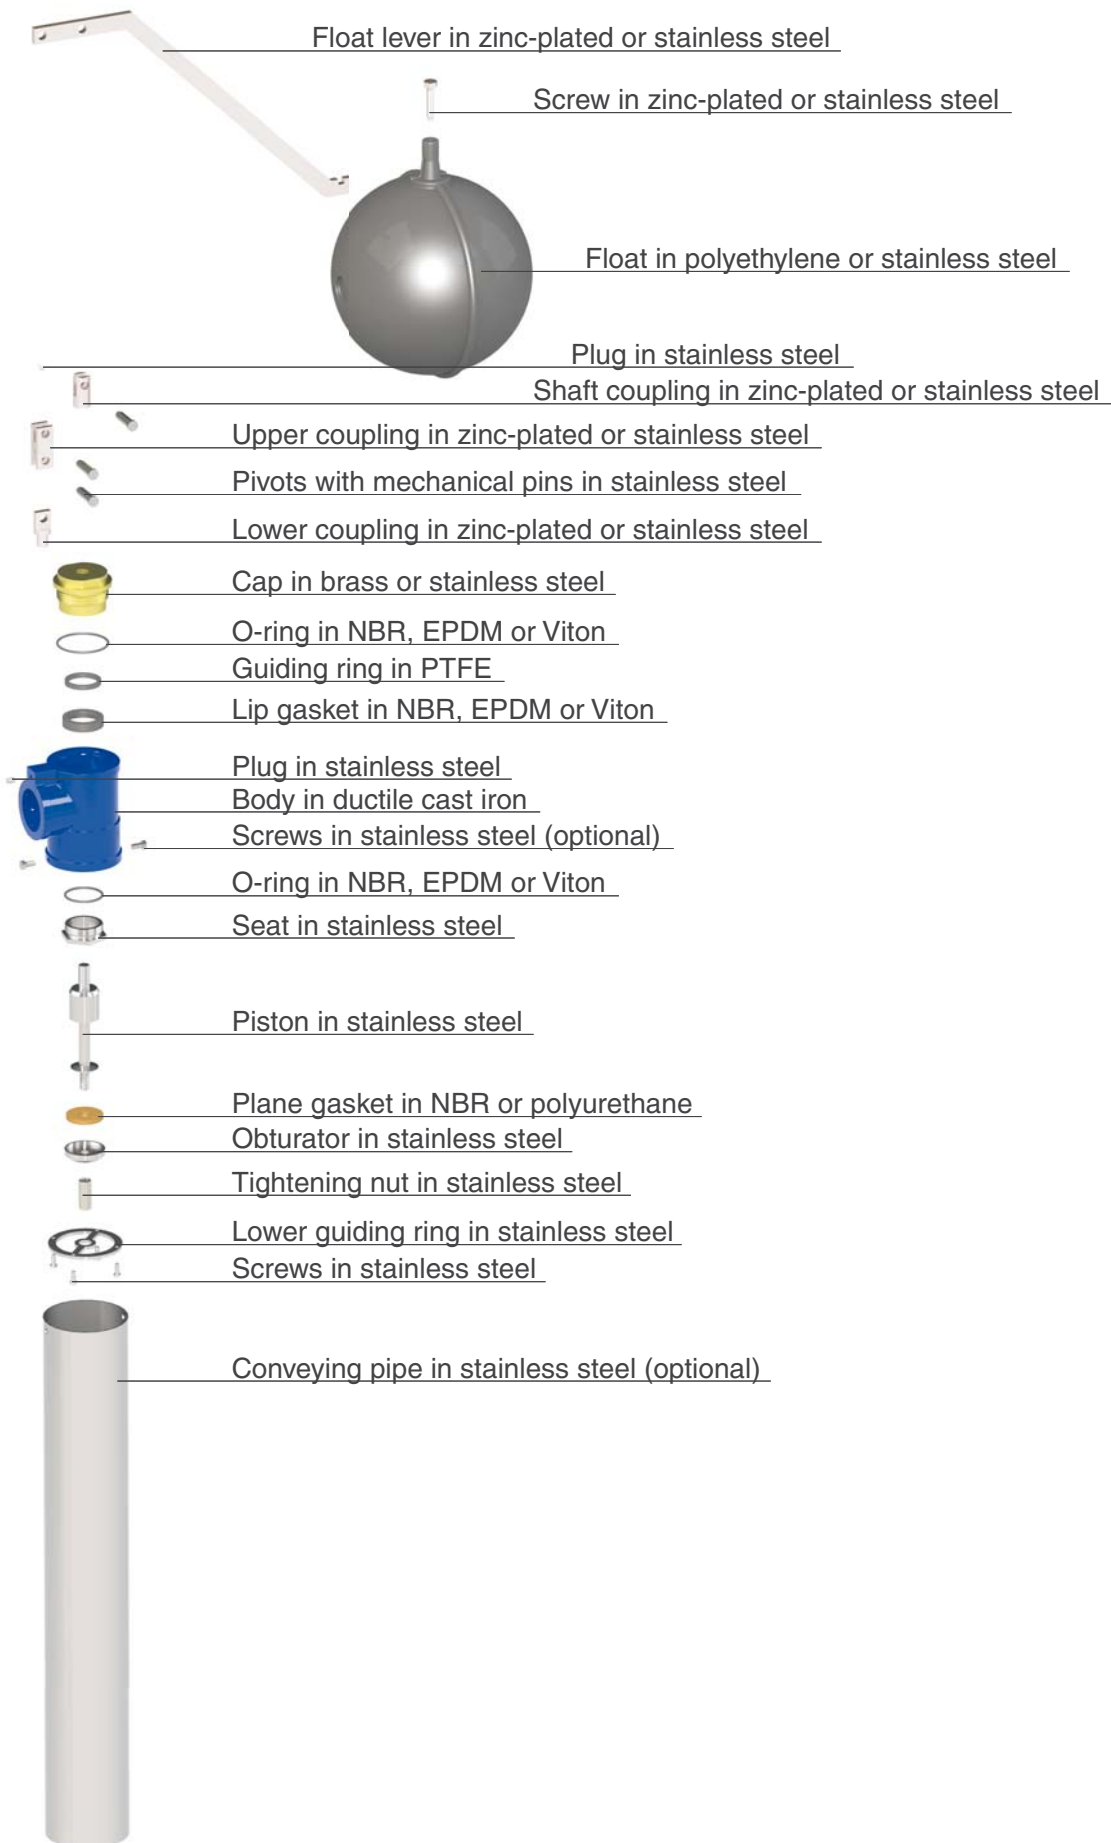 Float lever in zinc-plated or stainless steel
Screw in zinc-plated or stainless steel
Float in polyethylene or stainless steel
Plug in stainless steel
Shaft coupling in zinc-plated or stainless steel
Upper coupling in zinc-plated or stainless steel
Pivots with mechanical pins in stainless steel
Lower coupling in zinc-plated or stainless steel
Cap in brass or stainless steel
O-ring in NBR, EPDM or Viton
Guiding ring in PTFE
Lip gasket in NBR, EPDM or Viton
Plug in stainless steel
Body in ductile cast iron
Screws in stainless steel (optional)
O-ring in NBR, EPDM or Viton
Seat in stainless steel
Piston in stainless steel
Plane gasket in NBR or polyurethane
Obturator in stainless steel
Tightening nut in stainless steel
Lower guiding ring in stainless steel
Screws in stainless steel
Conveying pipe in stainless steel (optional)